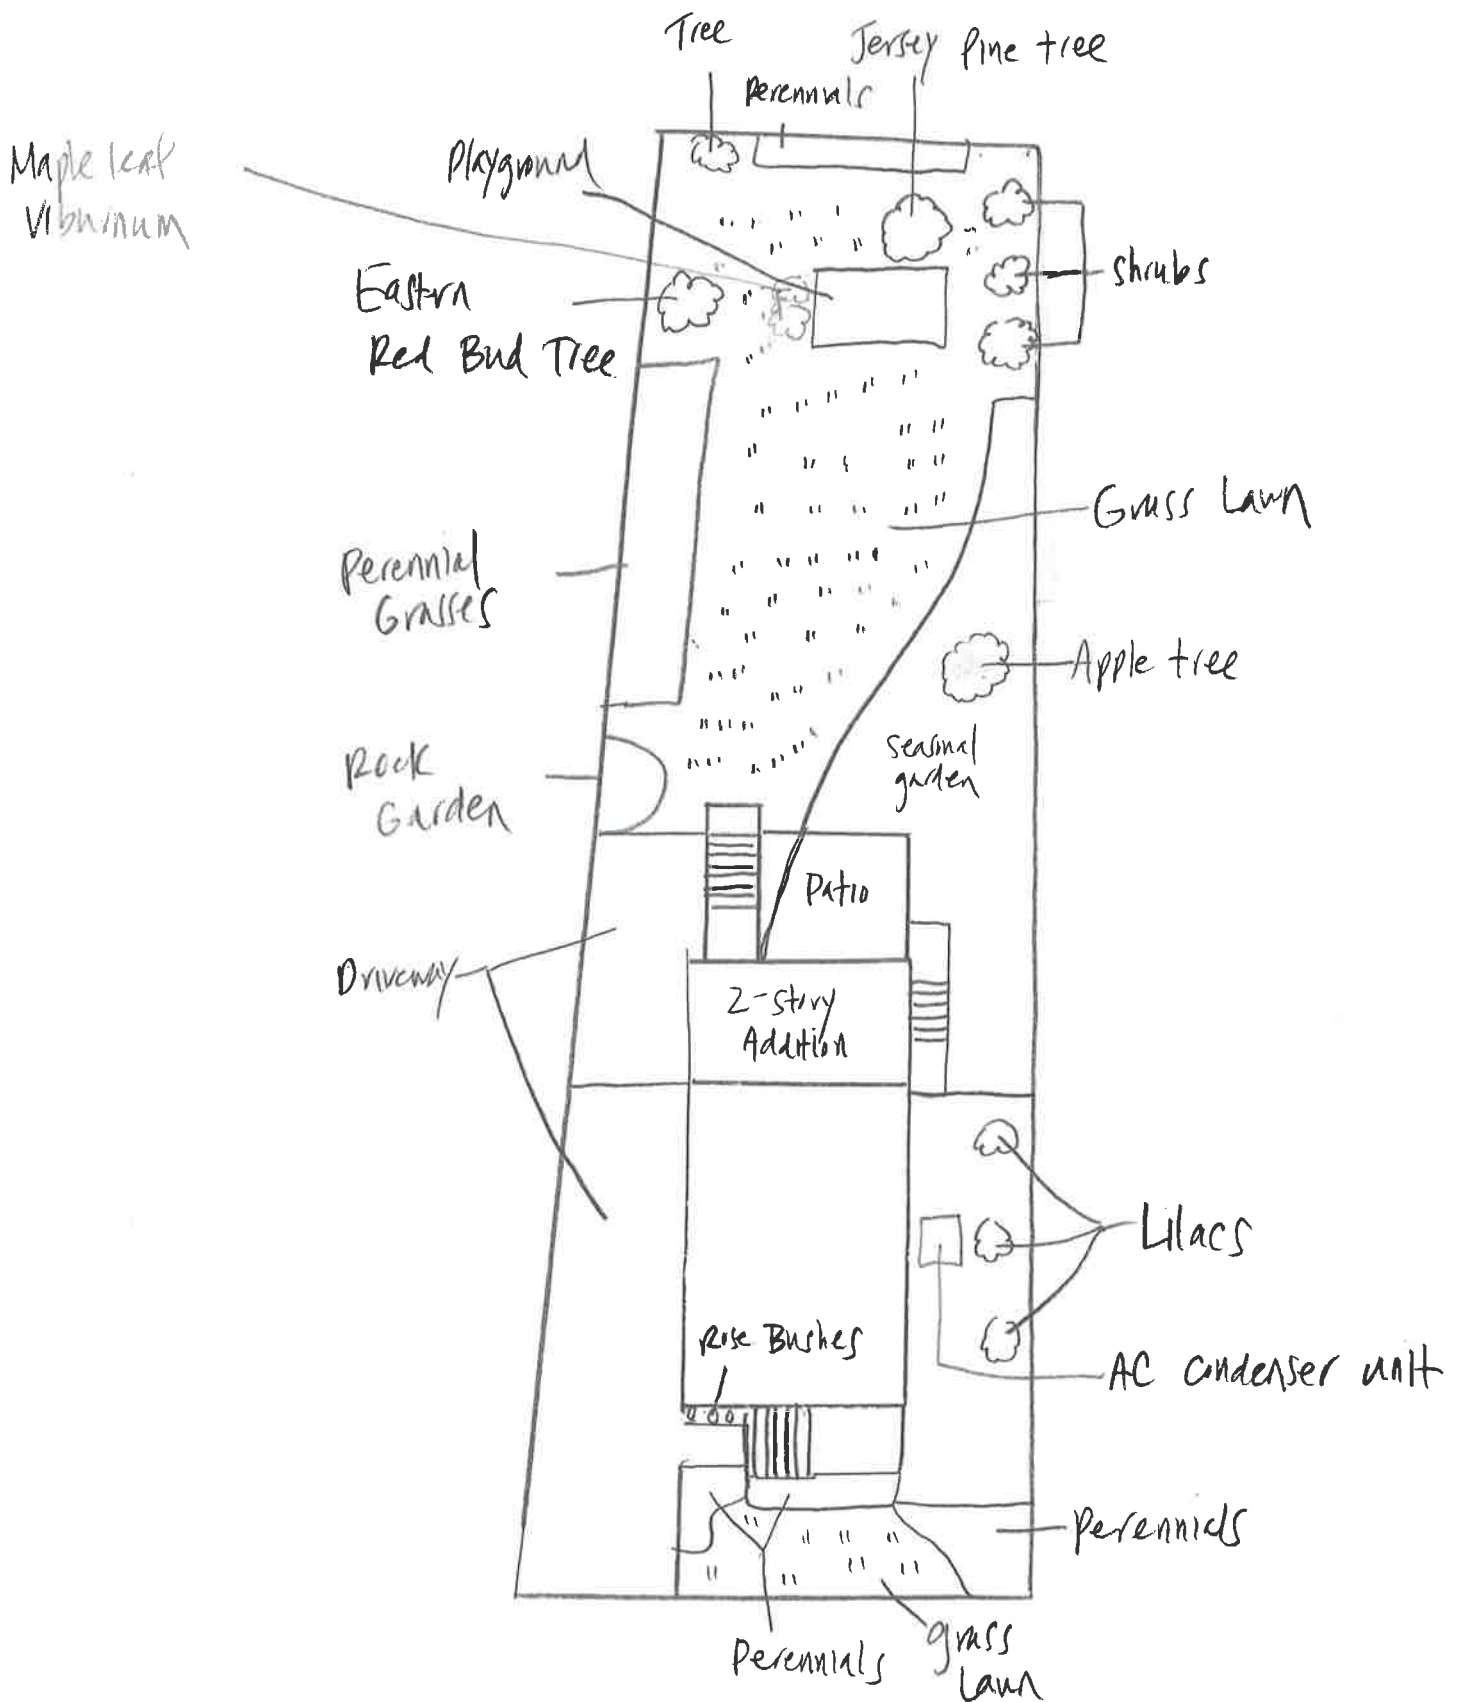 Tree
Jersey Pine tree
Perennials
Maple leaf
Viburnum
Playground
Eastern
Red Bud Tree
Shrubs
Grass Lawn
Perennial
Grasses
Apple tree
Rock
Garden
seasonal
garden
Patio
Driveway
2-story
Addition
Lilacs
Rose Bushes
AC condenser unit
Perennials
Perennials
grass
Lawn